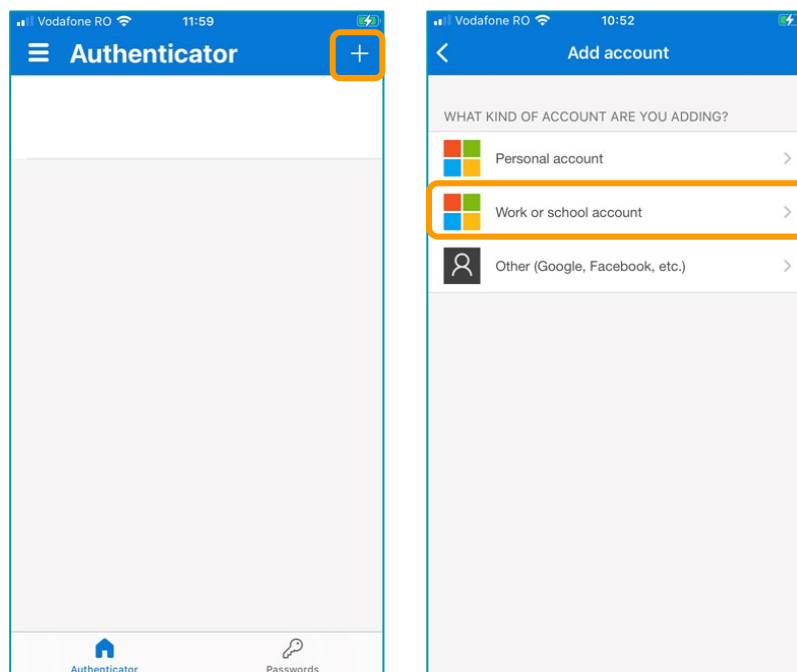 Vodafone RO
11:59
Authenticator
Authenticator
Passwords
Vodafone RO
10:52
Add account
WHAT KIND OF ACCOUNT ARE YOU ADDING?
Personal account
Work or school account
Other (Google, Facebook, etc.)